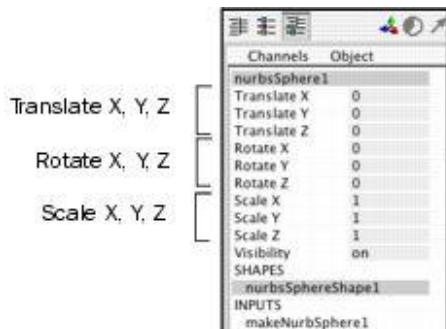 Channels Object
nurbsSphere1
Translate X 0
Translate Y 0
Translate Z 0
Rotate X 0
Rotate Y 0
Rotate Z 0
Scale X 1
Scale Y 1
Scale Z 1
Visibility on
SHAPES
nurbsSphereShape1
INPUTS
makeNurbSphere1
Translate X, Y, Z
Rotate X, Y, Z
Scale X, Y, Z